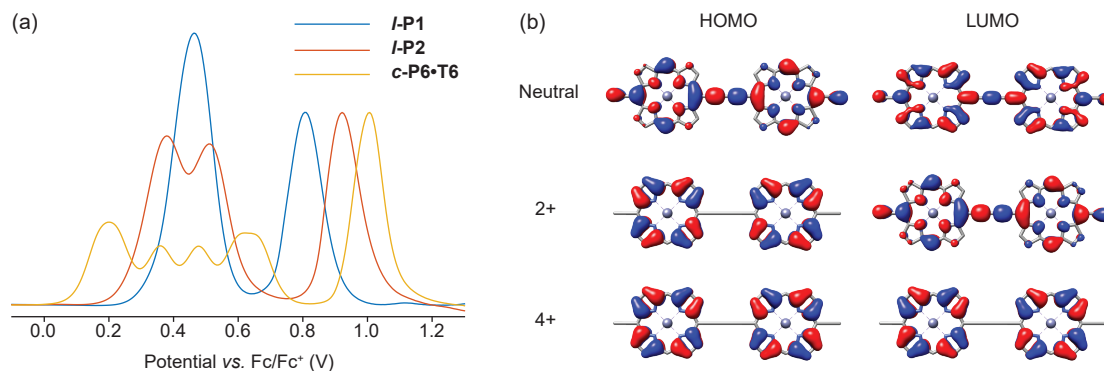 (a)
l-P1
l-P2
c-P6•T6
0.0 0.2 0.4 0.6 0.8 1.0 1.2
Potential vs. Fc/Fc⁺ (V)
(b)
HOMO LUMO
Neutral
2+
4+